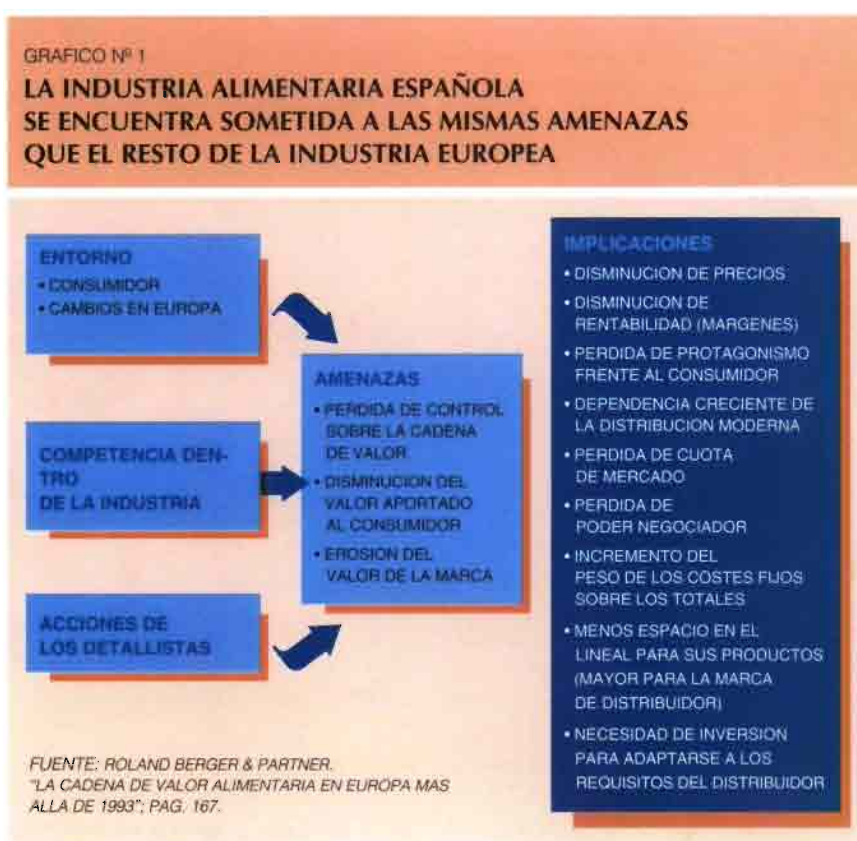 GRAFICO Nº 1
LA INDUSTRIA ALIMENTARIA ESPAÑOLA
SE ENCUENTRA SOMETIDA A LAS MISMAS AMENAZAS
QUE EL RESTO DE LA INDUSTRIA EUROPEA
ENTORNO
• CONSUMIDOR
• CAMBIOS EN EUROPA
COMPETENCIA DEN-
TRO
DE LA INDUSTRIA
ACCIONES DE
LOS DETALLISTAS
AMENAZAS
• PERDIDA DE CONTROL
SOBRE LA CADENA
DE VALOR
• DISMINUCION DEL
VALOR APORTADO
AL CONSUMIDOR
• EROSION DEL
VALOR DE LA MARCA
IMPLICACIONES
• DISMINUCION DE PRECIOS
• DISMINUCION DE
RENTABILIDAD (MARGENES)
• PERDIDA DE PROTAGONISMO
FRENTE AL CONSUMIDOR
• DEPENDENCIA CRECIENTE DE
LA DISTRIBUCION MODERNA
• PERDIDA DE CUOTA
DE MERCADO
• PERDIDA DE
PODER NEGOCIADOR
• INCREMENTO DEL
PESO DE LOS COSTES FIJOS
SOBRE LOS TOTALES
• MENOS ESPACIO EN EL
LINEAL PARA SUS PRODUCTOS
(MAYOR PARA LA MARCA
DE DISTRIBUIDOR)
• NECESIDAD DE INVERSION
PARA ADAPTARSE A LOS
REQUISITOS DEL DISTRIBUIDOR
FUENTE: ROLAND BERGER & PARTNER.
"LA CADENA DE VALOR ALIMENTARIA EN EUROPA MAS
ALLA DE 1993"; PAG. 167.